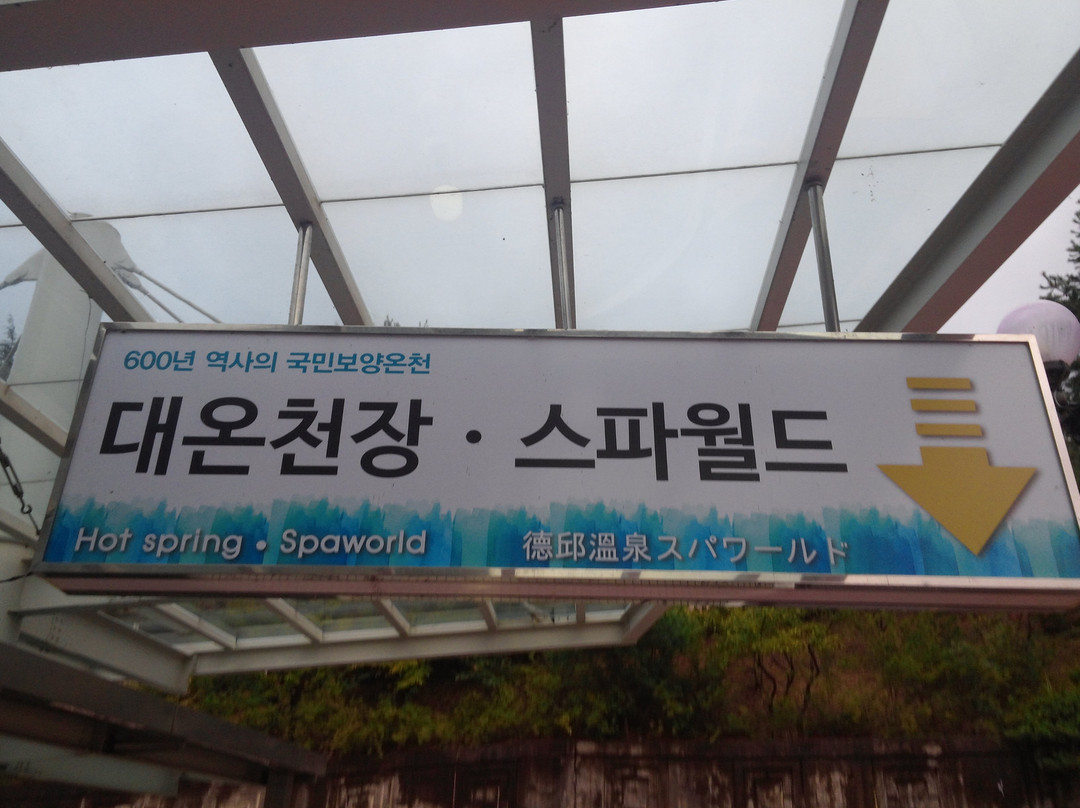 600년 역사의 국민보양온천
대온천장 · 스파월드
Hot spring • Spaworld
德邱溫泉スパワールド